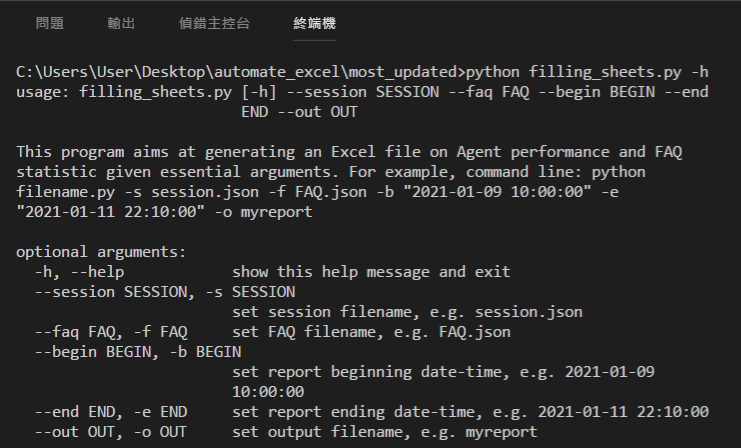 問題 輸出 偵錯主控台 終端機
C:\Users\User\Desktop\automate_excel\most_updated>python filling_sheets.py -h
usage: filling_sheets.py [-h] --session SESSION --faq FAQ --begin BEGIN --end
END --out OUT
This program aims at generating an Excel file on Agent performance and FAQ
statistic given essential arguments. For example, command line: python
filename.py -s session.json -f FAQ.json -b "2021-01-09 10:00:00" -e
"2021-01-11 22:10:00" -o myreport
optional arguments:
-h, --help show this help message and exit
--session SESSION, -s SESSION
set session filename, e.g. session.json
--faq FAQ, -f FAQ set FAQ filename, e.g. FAQ.json
--begin BEGIN, -b BEGIN
set report beginning date-time, e.g. 2021-01-09
10:00:00
--end END, -e END set report ending date-time, e.g. 2021-01-11 22:10:00
--out OUT, -o OUT set output filename, e.g. myreport